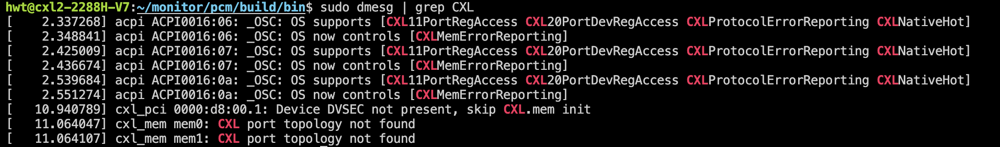 hwt@cxl2-2288H-V7:~/monitor/pcm/build/bin$ sudo dmesg | grep CXL
[    2.337268] acpi ACPI0016:06: _OSC: OS supports [CXL11PortRegAccess CXL20PortDevRegAccess CXLProtocolErrorReporting CXLNativeHot]
[    2.348841] acpi ACPI0016:06: _OSC: OS now controls [CXLMemErrorReporting]
[    2.425009] acpi ACPI0016:07: _OSC: OS supports [CXL11PortRegAccess CXL20PortDevRegAccess CXLProtocolErrorReporting CXLNativeHot]
[    2.436674] acpi ACPI0016:07: _OSC: OS now controls [CXLMemErrorReporting]
[    2.539684] acpi ACPI0016:0a: _OSC: OS supports [CXL11PortRegAccess CXL20PortDevRegAccess CXLProtocolErrorReporting CXLNativeHot]
[    2.551274] acpi ACPI0016:0a: _OSC: OS now controls [CXLMemErrorReporting]
[   10.940789] cxl_pci 0000:d8:00.1: Device DVSEC not present, skip CXL.mem init
[   11.064047] cxl_mem mem0: CXL port topology not found
[   11.064107] cxl_mem mem1: CXL port topology not found